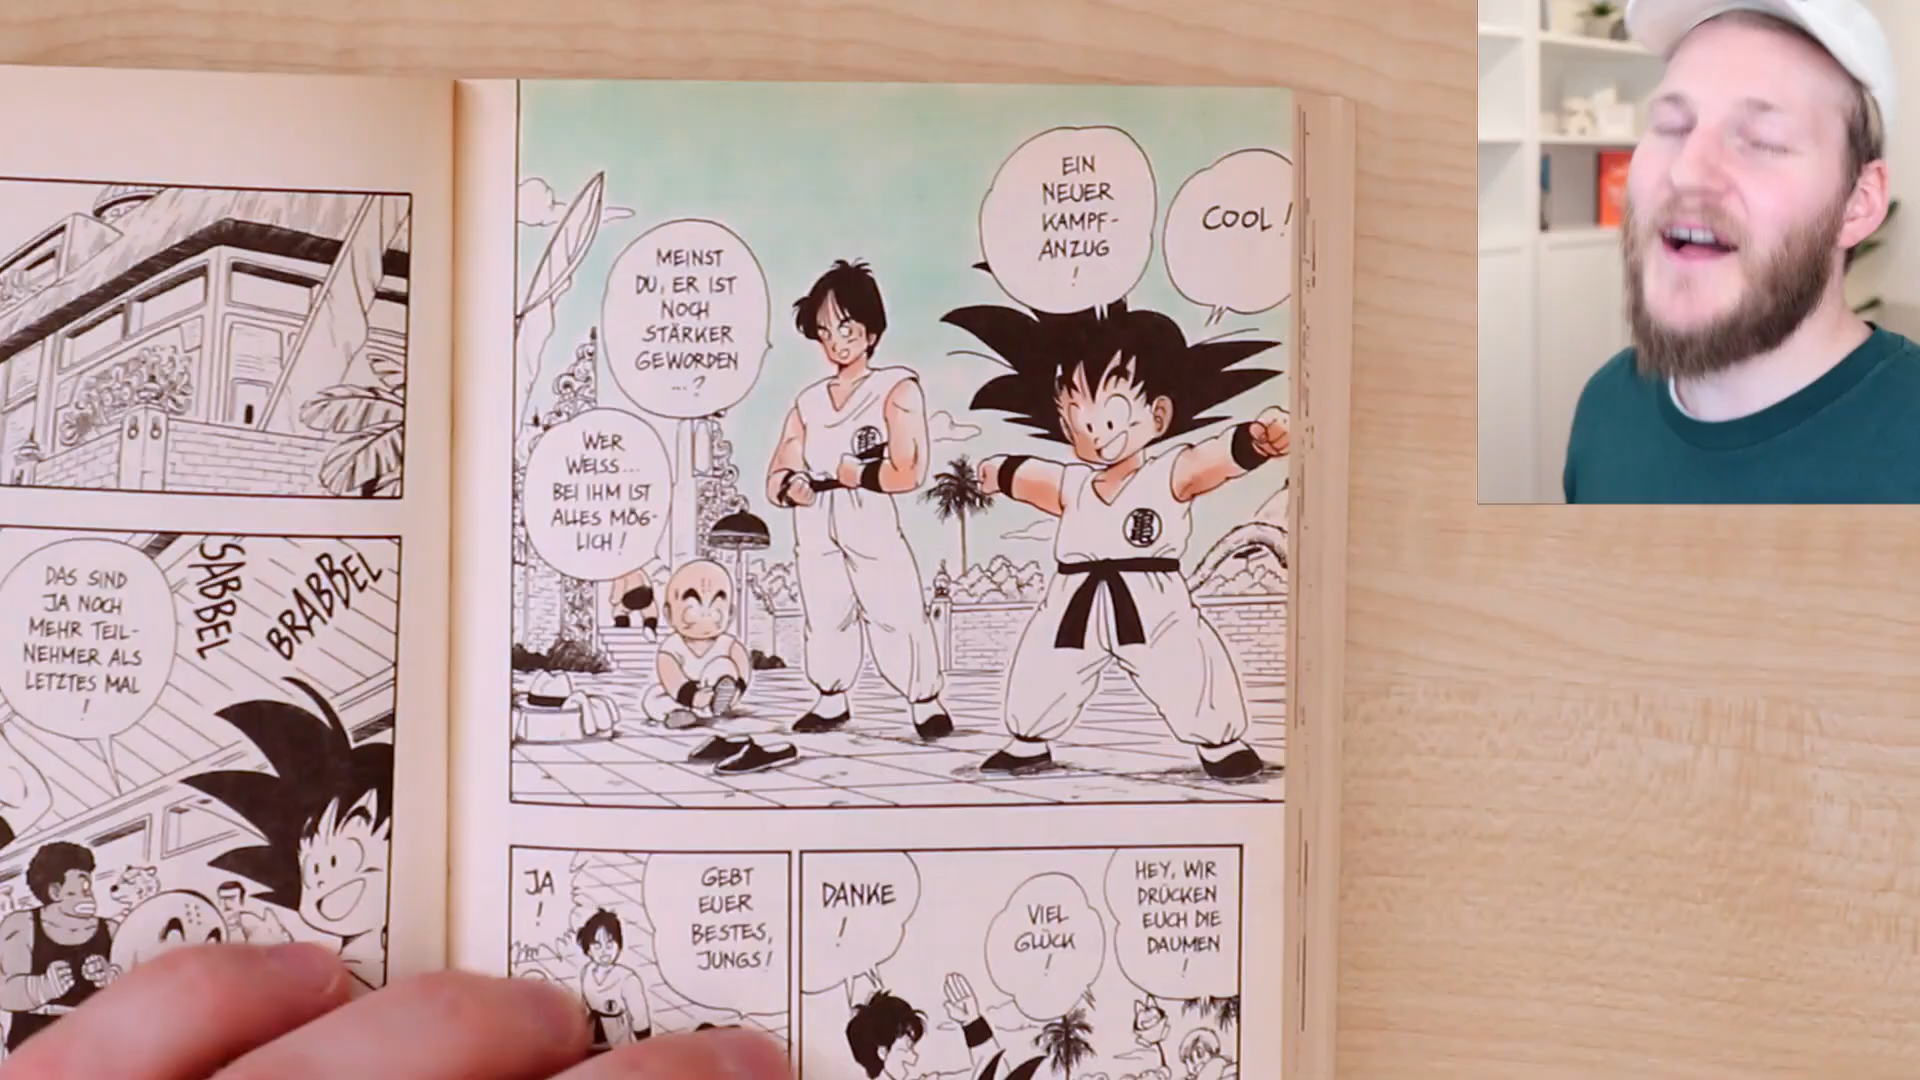 DAS SIND
JA NOCH
MEHR TEIL-
NEHMER ALS
LETZTES MAL
!
SABBEL
BRABBEL
COOL!
EIN
NEUER
KAMPF-
ANZUG
!
MEINST
DU, ER IST
NOCH
STÄRKER
GEWORDEN
...?
WER
WEISS...
BEI IHM IST
ALLES MÖG-
LICH!
亀
亀
HEY, WIR
DRÜCKEN
EUCH DIE
DAUMEN
!
VIEL
GLÜCK
!
DANKE
!
GEBT
EUER
BESTES,
JUNGS!
JA
!